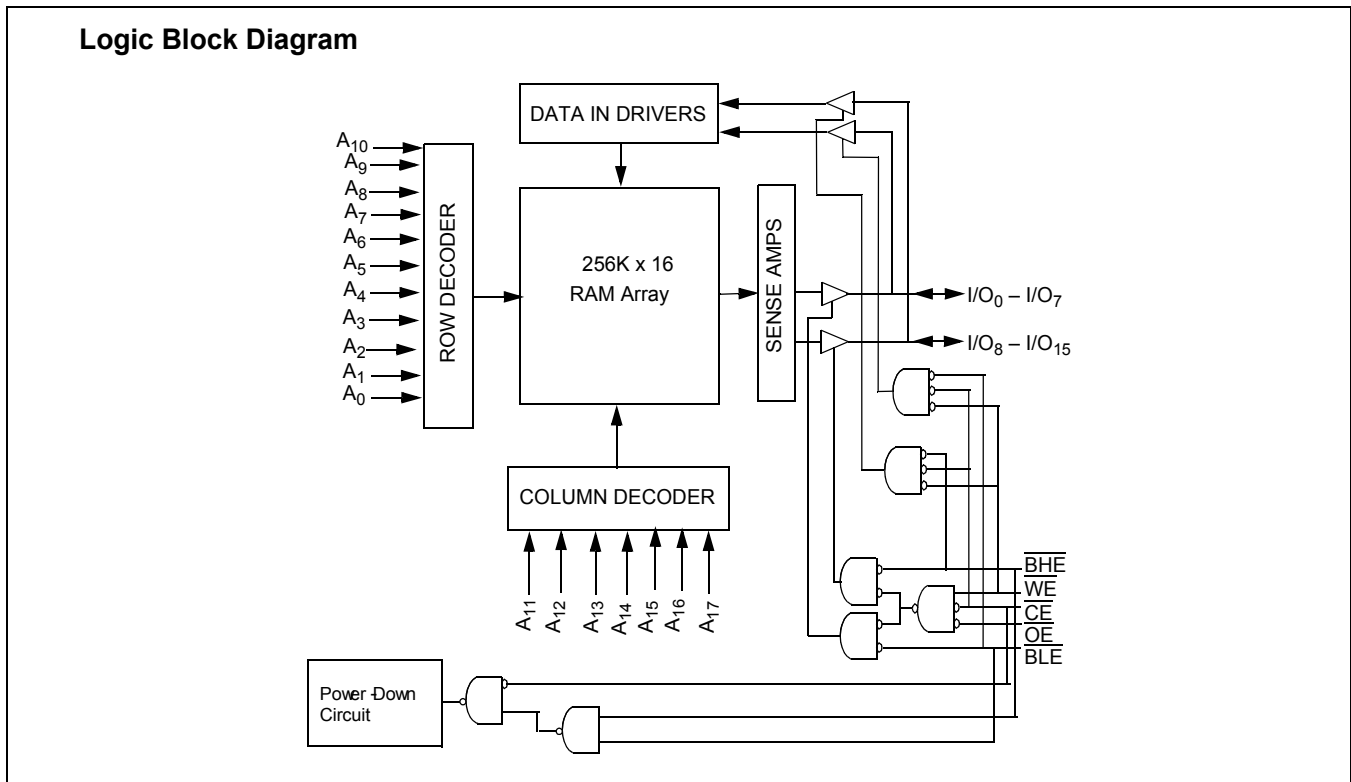 Logic Block Diagram
DATA IN DRIVERS
A10
A9
A8
A7
A6
A5
A4
A3
A2
A1
A0
ROW DECODER
256K x 16
RAM Array
SENSE AMPS
I/O0 – I/O7
I/O8 – I/O15
COLUMN DECODER
A11
A12
A13
A14
A15
A16
A17
BHE
WE
CE
OE
BLE
Power -Down
Circuit